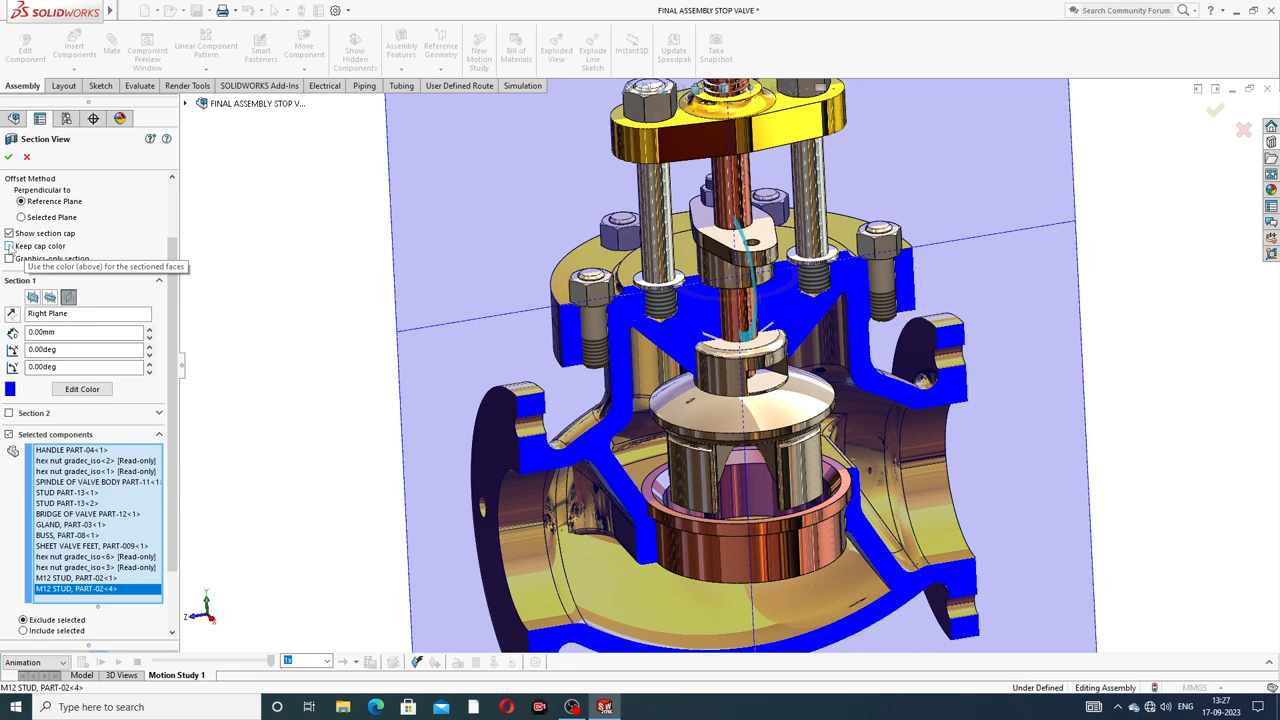 SOLIDWORKS
FINAL ASSEMBLY STOP VALVE *
Search Community Forum
Edit Component
Insert Components
Mate
Component Preview Window
Linear Component Pattern
Smart Fasteners
Move Component
Show Hidden Components
Assembly Features
Reference Geometry
New Motion Study
Bill of Materials
Exploded View
Explode Line Sketch
Instant3D
Update Speedpak
Take Snapshot
Assembly Layout Sketch Evaluate Render Tools SOLIDWORKS Add-Ins Electrical Piping Tubing User Defined Route Simulation
FINAL ASSEMBLY STOP V...
Section View
Offset Method
Perpendicular to
Reference Plane
Selected Plane
Show section cap
Keep cap color
Graphics-only section
Use the color (above) for the sectioned faces
Section 1
Right Plane
0.00mm
0.00deg
0.00deg
Edit Color
Section 2
Selected components
HANDLE PART-04<1>
hex nut gradec_iso<2> [Read-only]
hex nut gradec_iso<1> [Read-only]
SPINDLE OF VALVE BODY PART-11<1>
STUD PART-13<1>
STUD PART-13<2>
BRIDGE OF VALVE PART-12<1>
GLAND, PART-03<1>
BUSS, PART-08<1>
SHEET VALVE FEET, PART-009<1>
hex nut gradec_iso<6> [Read-only]
hex nut gradec_iso<3> [Read-only]
M12 STUD, PART-02<1>
M12 STUD, PART-02<4>
Exclude selected
Include selected
Y
Z
Animation
1x
Model 3D Views Motion Study 1
M12 STUD, PART-02<4>
Under Defined Editing Assembly MMGS
Type here to search
ENG
13:27
17-09-2023